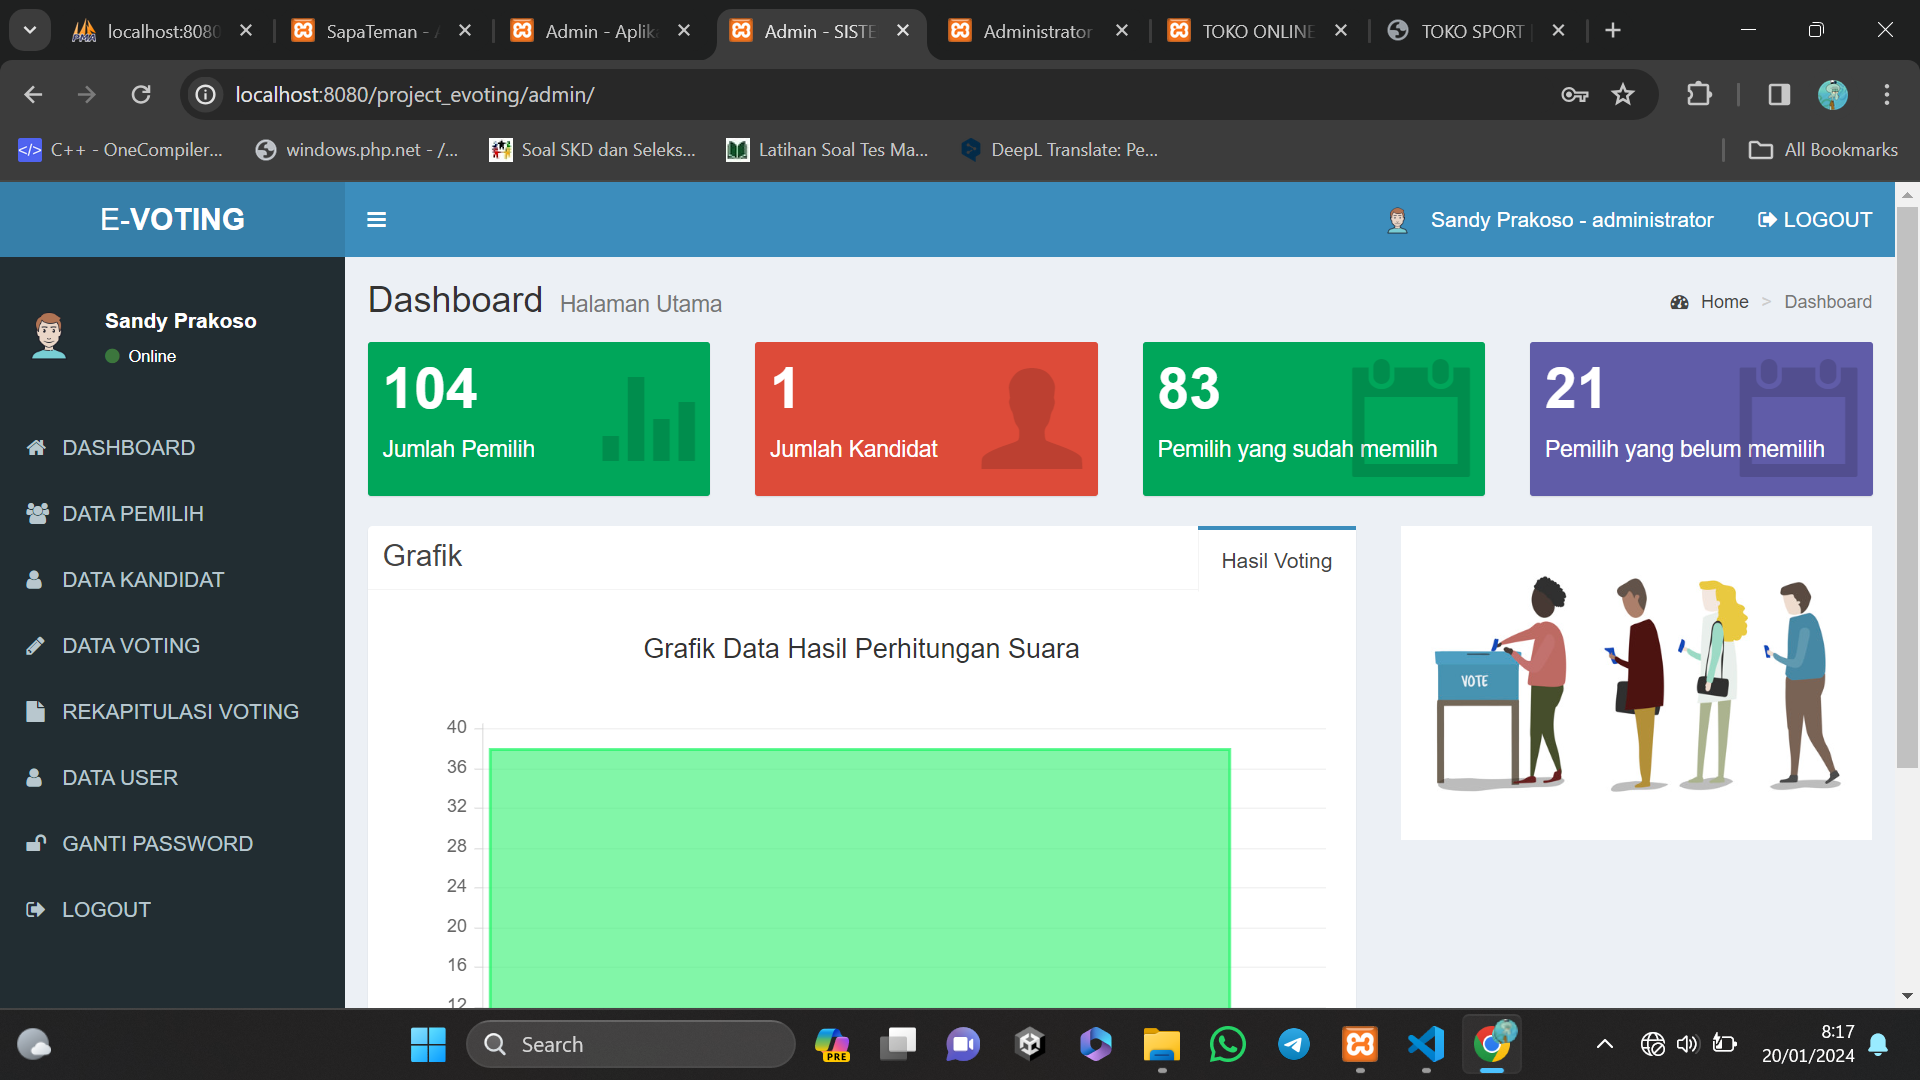 localhost:8080
SapaTeman - A
Admin - Aplika
Admin - SISTE
Administrator
TOKO ONLINE
TOKO SPORT |
localhost:8080/project_evoting/admin/
C++ - OneCompiler...
windows.php.net - /...
Soal SKD dan Seleks...
Latihan Soal Tes Ma...
DeepL Translate: Pe...
All Bookmarks
E-VOTING
Sandy Prakoso - administrator
LOGOUT
Sandy Prakoso
Online
DASHBOARD
DATA PEMILIH
DATA KANDIDAT
DATA VOTING
REKAPITULASI VOTING
DATA USER
GANTI PASSWORD
LOGOUT
Dashboard Halaman Utama
Home > Dashboard
104
Jumlah Pemilih
1
Jumlah Kandidat
83
Pemilih yang sudah memilih
21
Pemilih yang belum memilih
Grafik
Hasil Voting
Grafik Data Hasil Perhitungan Suara
40
36
32
28
24
20
16
12
VOTE
Search
PRE
8:17
20/01/2024